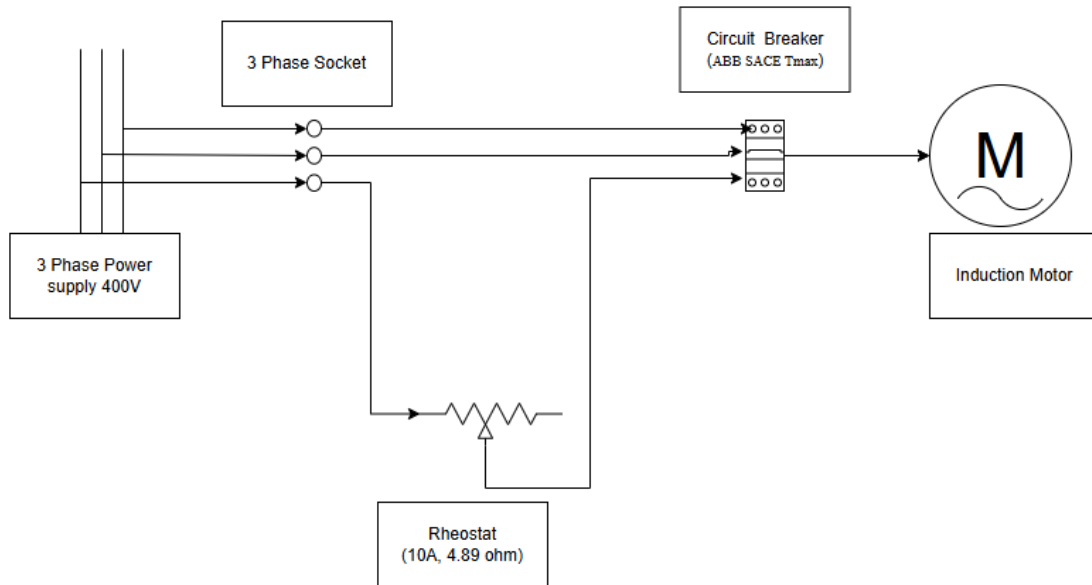 3 Phase Socket
Circuit Breaker
(ABB SACE Tmax)
M
3 Phase Power
supply 400V
Induction Motor
Rheostat
(10A, 4.89 ohm)